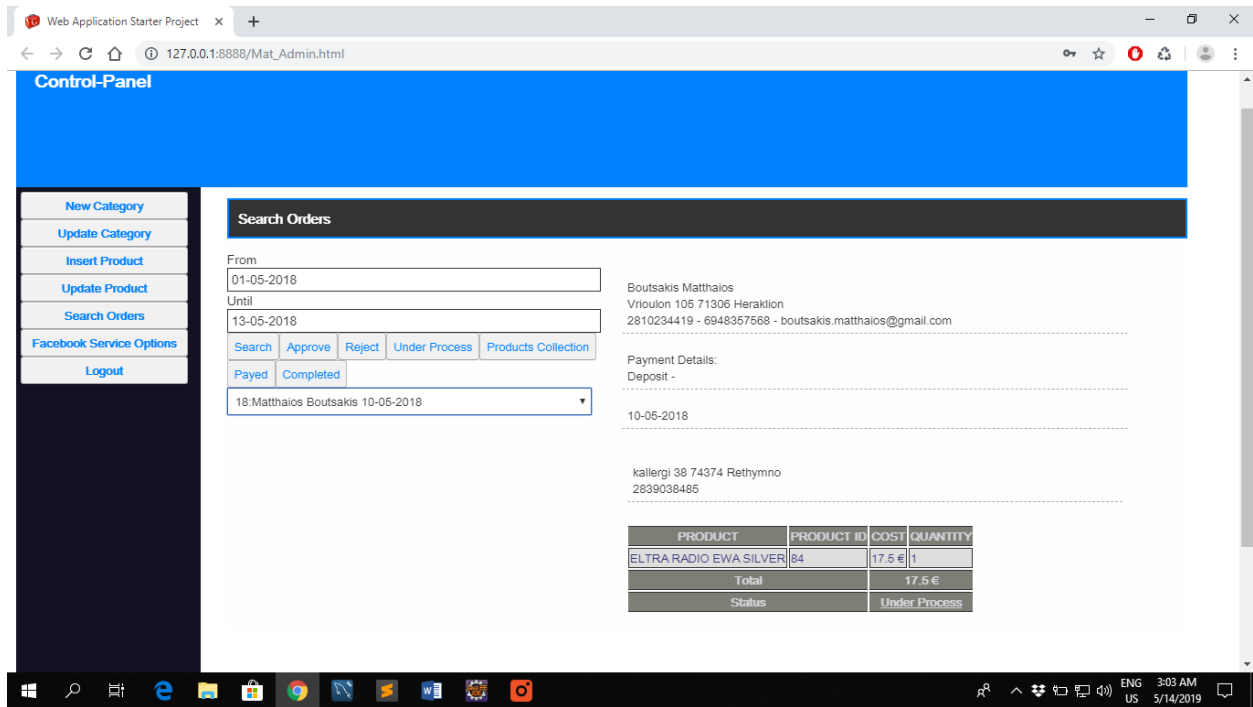 Web Application Starter Project
127.0.0.1:8888/Mat_Admin.html
Control-Panel
New Category
Update Category
Insert Product
Update Product
Search Orders
Facebook Service Options
Logout
Search Orders
From
01-05-2018
Until
13-05-2018
Search Approve Reject Under Process Products Collection
Payed Completed
18:Matthaios Boutsakis 10-05-2018
Boutsakis Matthaios
Vrioulon 105 71306 Heraklion
2810234419 - 6948357568 - boutsakis.matthaios@gmail.com
Payment Details:
Deposit -
10-05-2018
kallergi 38 74374 Rethymno
2839038485
PRODUCT PRODUCT ID COST QUANTITY
ELTRA RADIO EWA SILVER 84 17.5 € 1
Total 17.5 €
Status Under Process
ENG 3:03 AM
US 5/14/2019